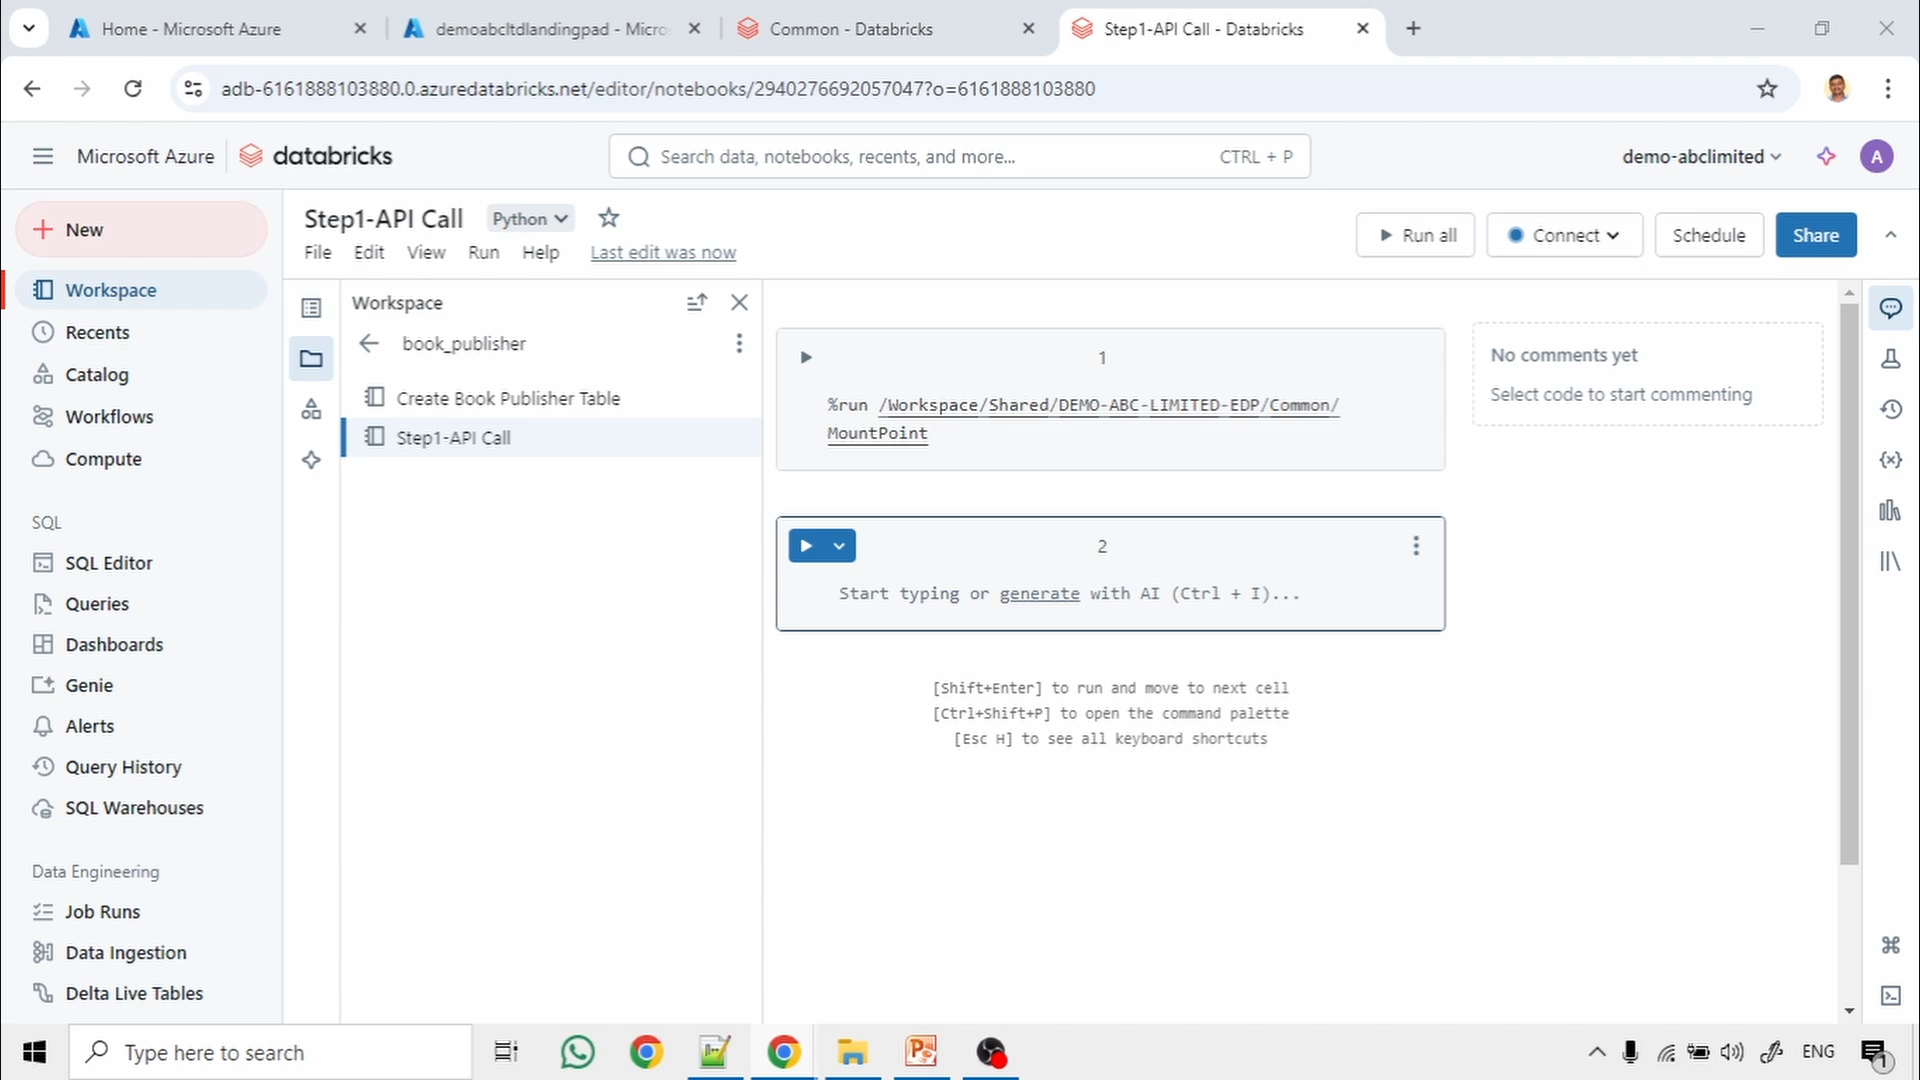 Home - Microsoft Azure
demoabcltdlandingpad - Micro
Common - Databricks
Step1-API Call - Databricks
adb-6161888103880.0.azuredatabricks.net/editor/notebooks/2940276692057047?o=6161888103880
Microsoft Azure
databricks
Search data, notebooks, recents, and more...
CTRL + P
demo-abclimited
A
New
Workspace
Recents
Catalog
Workflows
Compute
SQL
SQL Editor
Queries
Dashboards
Genie
Alerts
Query History
SQL Warehouses
Data Engineering
Job Runs
Data Ingestion
Delta Live Tables
Step1-API Call
Python
File
Edit
View
Run
Help
Last edit was now
Run all
Connect
Schedule
Share
Workspace
book_publisher
Create Book Publisher Table
Step1-API Call
1
%run /Workspace/Shared/DEMO-ABC-LIMITED-EDP/Common/
MountPoint
2
Start typing or generate with AI (Ctrl + I)...
[Shift+Enter] to run and move to next cell
[Ctrl+Shift+P] to open the command palette
[Esc H] to see all keyboard shortcuts
No comments yet
Select code to start commenting
Type here to search
ENG
1